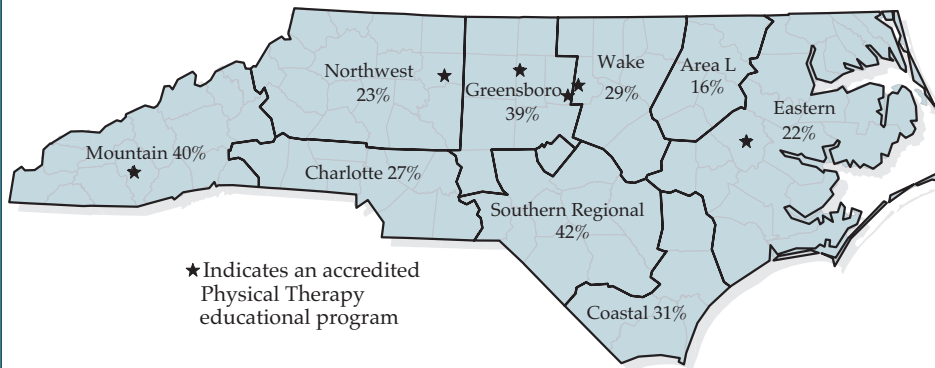 Northwest
23%
Greensboro
39%
Wake
29%
Area L
16%
Eastern
22%
Mountain 40%
Charlotte 27%
Southern Regional
42%
Coastal 31%
★ Indicates an accredited
Physical Therapy
educational program